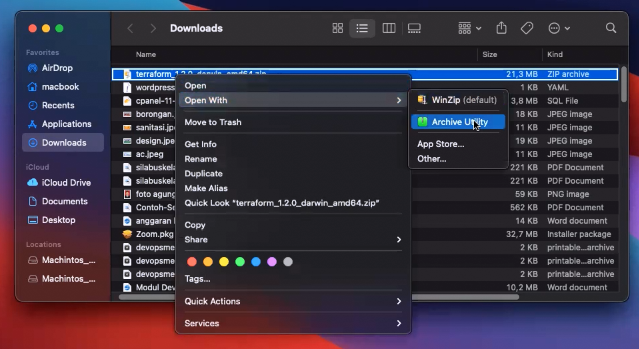 Downloads
Favorites
AirDrop
macbook
Recents
Applications
Downloads
iCloud
iCloud Drive
Documents
Desktop
Locations
Machintos_...
Machintos_...
Name Size Kind
terraform_1.2.0_darwin_amd64.zip 21,3 MB ZIP archive
wordpress 1 KB YAML
cpanel-11- 3,8 MB SQL File
borongan. 18 KB JPEG image
sanitasi.jp 11 KB JPEG image
design.jpe 19 KB JPEG image
ac.jpeg 11 KB JPEG image
silabuskela 221 KB PDF Document
silabuskela 221 KB PDF Document
foto agung 59 KB PNG image
Contoh-Se 562 KB PDF Document
anggaran 14 KB Word document
Zoom.pkg 32,7 MB Installer package
devopsme 2 KB printable...archive
devopsme 2 KB printable...archive
devopsme 2 KB printable...archive
Modul Dev 10,2 MB Word document
Open
Open With
Move to Trash
Get Info
Rename
Duplicate
Make Alias
Quick Look "terraform_1.2.0_darwin_amd64.zip"
Copy
Share
Tags...
Quick Actions
Services
WinZip (default)
Archive Utility
App Store...
Other...